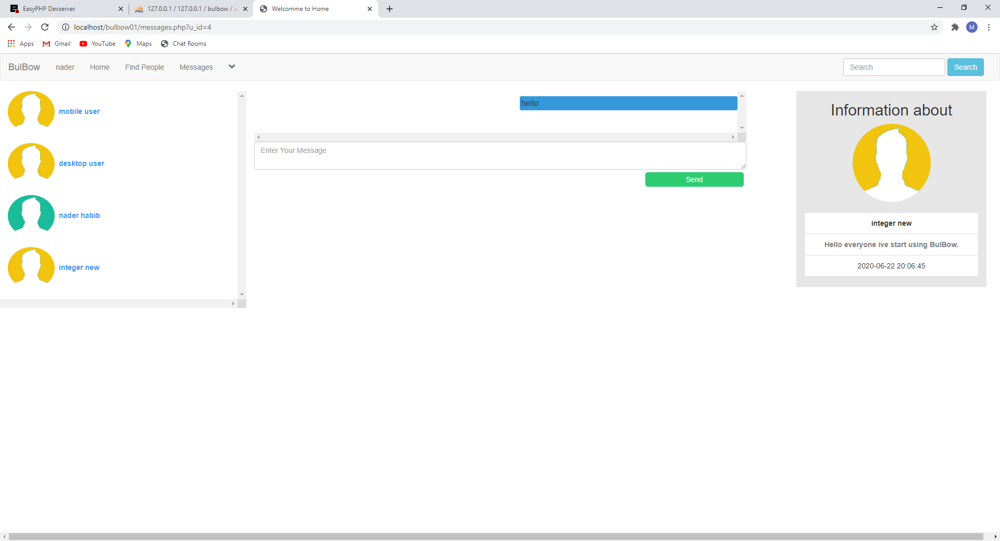 EasyPHP Devserver
127.0.0.1 / 127.0.0.1 / bulbow / u
Welcomme to Home
localhost/bulbow01/messages.php?u_id=4
M
Apps
Gmail
YouTube
Maps
Chat Rooms
BulBow
nader
Home
Find People
Messages
Search
Search
mobile user
desktop user
nader habib
integer new
hello
Enter Your Message
Send
Information about
integer new
Hello everyone ive start using BulBow.
2020-06-22 20:06:45